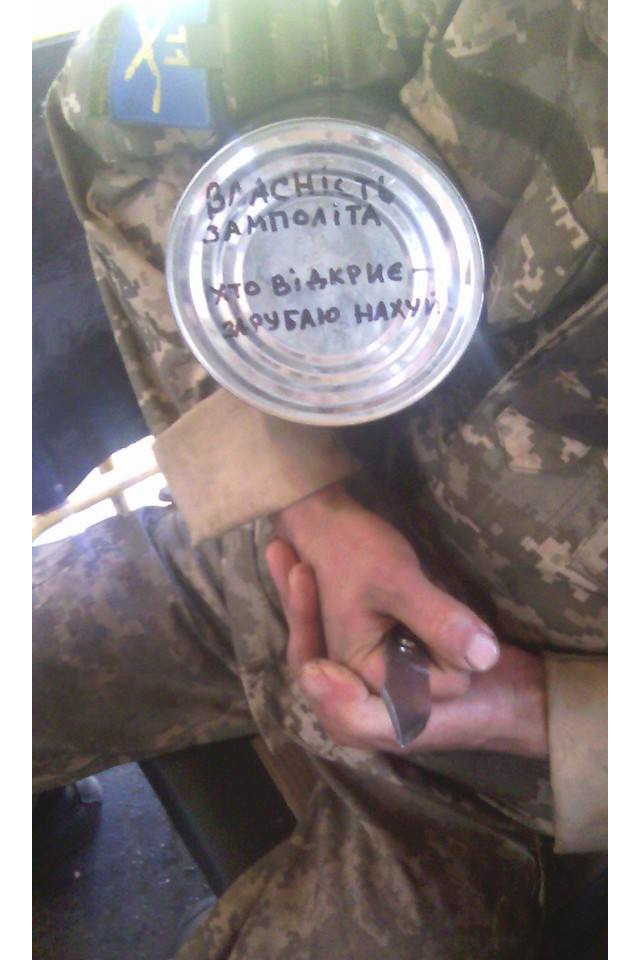 ВЛАСНІСТЬ
ЗАМПОЛІТА
ХТО ВІДКРИЄ —
ЗАРУБАЮ НАХУЙ.